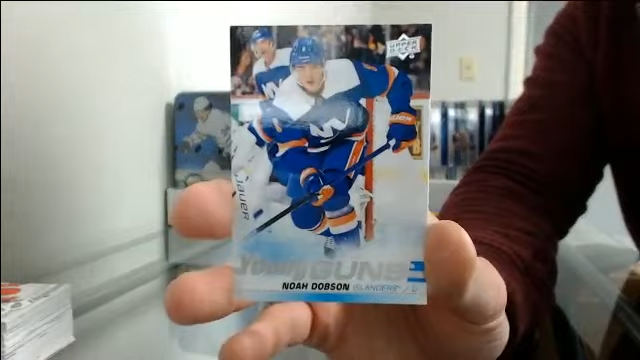 UPPER DECK
YOUNG GUNS
NOAH DOBSON ISLANDERS / D
BAUER